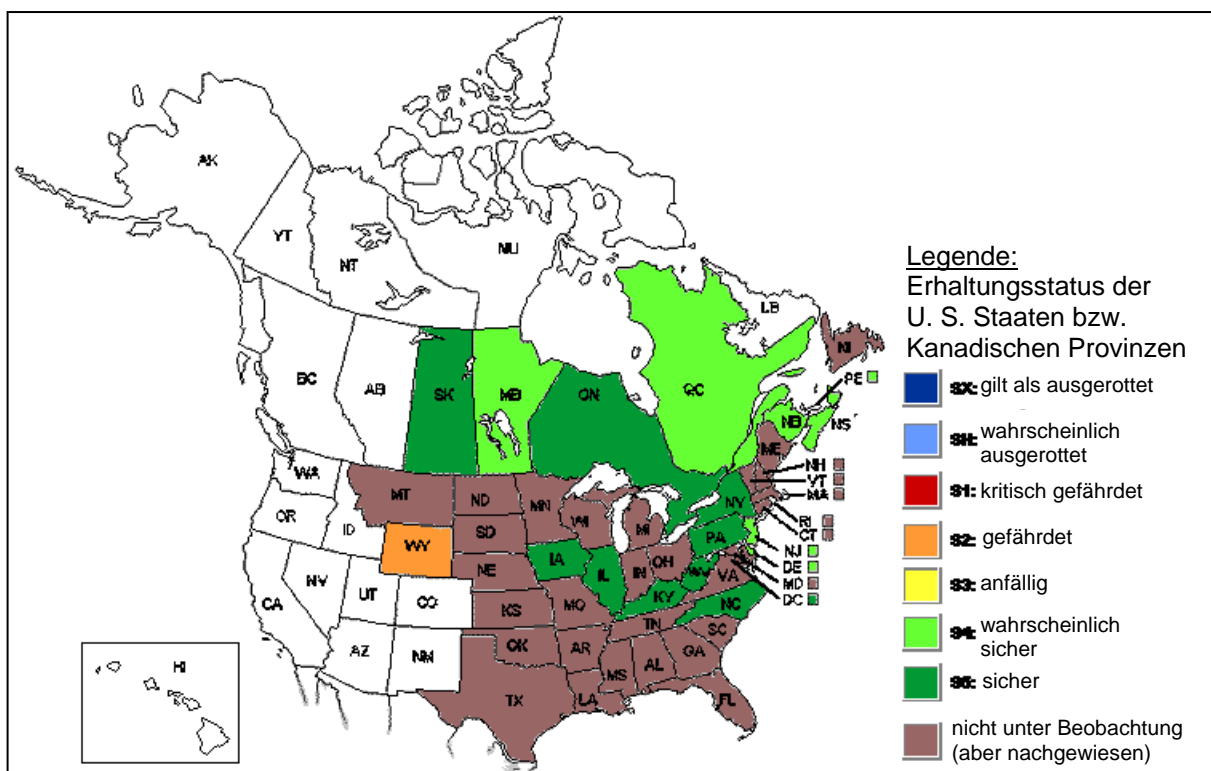 AK
YT
NT
NU
BC
AB
SK
MB
ON
QC
LB
NI
PE
NB
NS
ME
NH
VT
MA
RI
CT
NJ
DE
MD
DC
WA
OR
ID
MT
ND
SD
MN
WI
MI
NY
PA
WY
NE
IA
IL
IN
OH
WV
VA
NV
UT
CO
KS
MO
KY
NC
CA
AZ
NM
OK
AR
TN
SC
TX
LA
MS
AL
GA
FL
HI
Legende:
Erhaltungsstatus der
U. S. Staaten bzw.
Kanadischen Provinzen
SX: gilt als ausgerottet
SH: wahrscheinlich
ausgerottet
S1: kritisch gefährdet
S2: gefährdet
S3: anfällig
S4: wahrscheinlich
sicher
S5: sicher
nicht unter Beobachtung
(aber nachgewiesen)